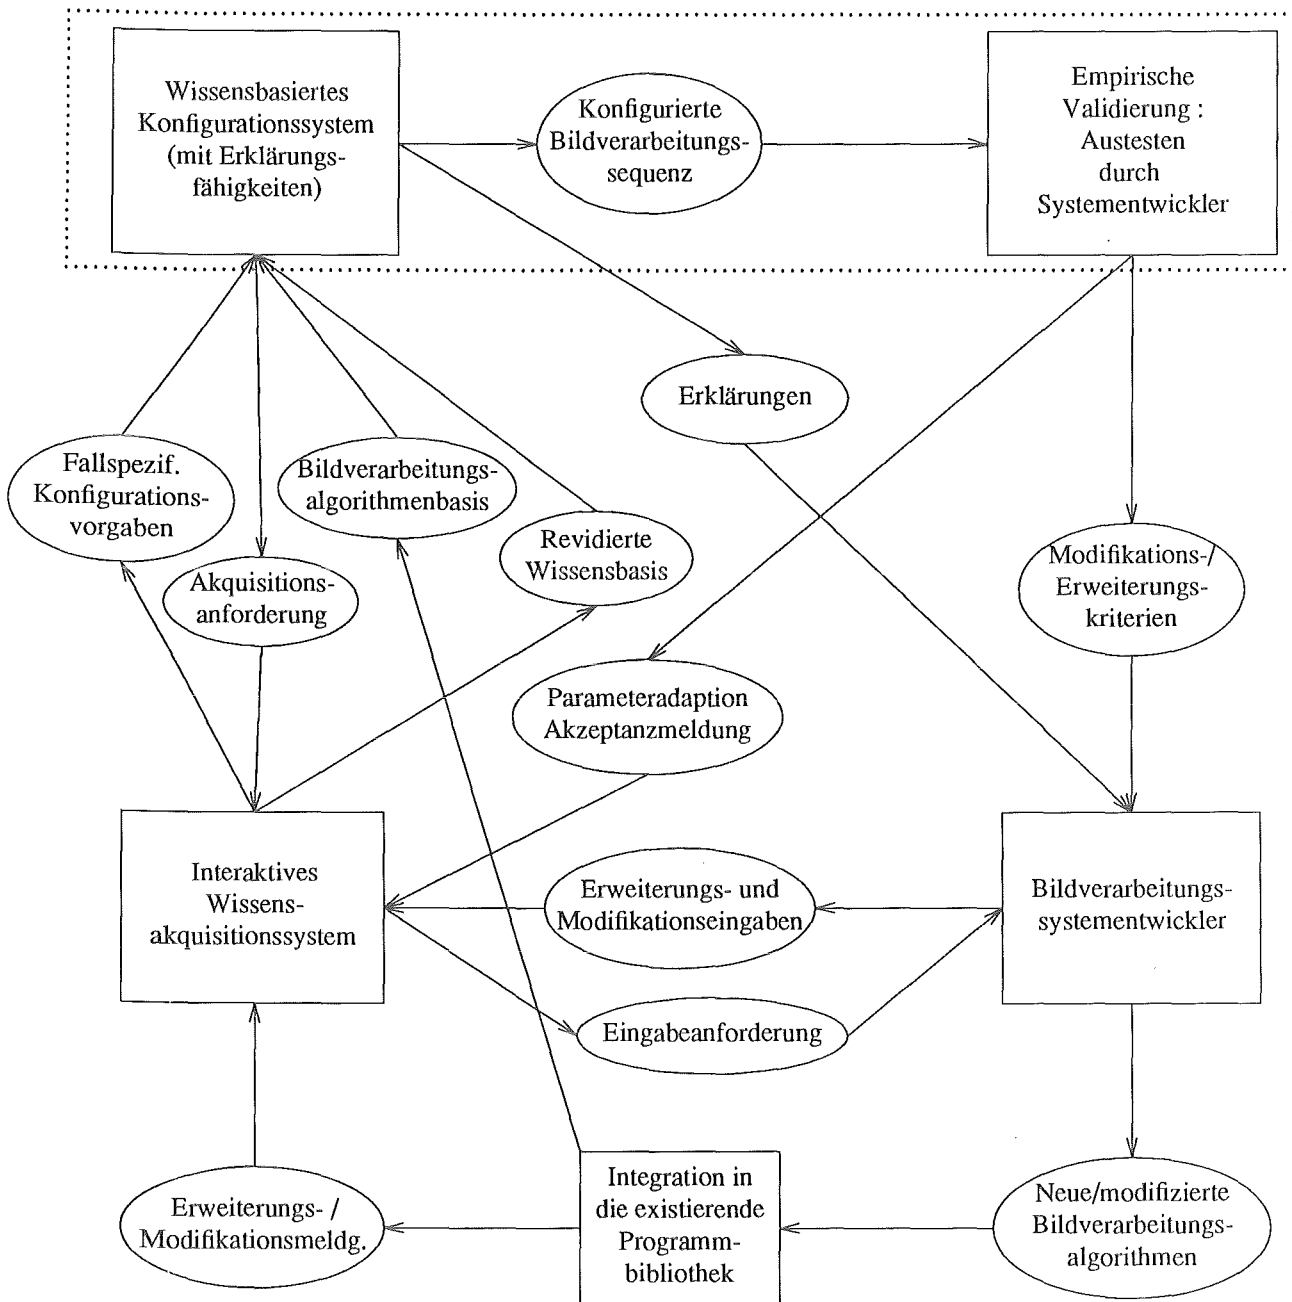 Wissensbasiertes
Konfigurationssystem
(mit Erklärungs-
fähigkeiten)
Konfigurierte
Bildverarbeitungs-
sequenz
Empirische
Validierung :
Austesten
durch
Systementwickler
Erklärungen
Fallspezif.
Konfigurations-
vorgaben
Akquisitions-
anforderung
Bildverarbeitungs-
algorithmenbasis
Revidierte
Wissensbasis
Modifikations-/
Erweiterungs-
kriterien
Parameteradaption
Akzeptanzmeldung
Interaktives
Wissens-
akquisitionssystem
Erweiterungs- und
Modifikationseingaben
Bildverarbeitungs-
systementwickler
Eingabeanforderung
Erweiterungs- /
Modifikationsmeldg.
Integration in
die existierende
Programm-
bibliothek
Neue/modifizierte
Bildverarbeitungs-
algorithmen